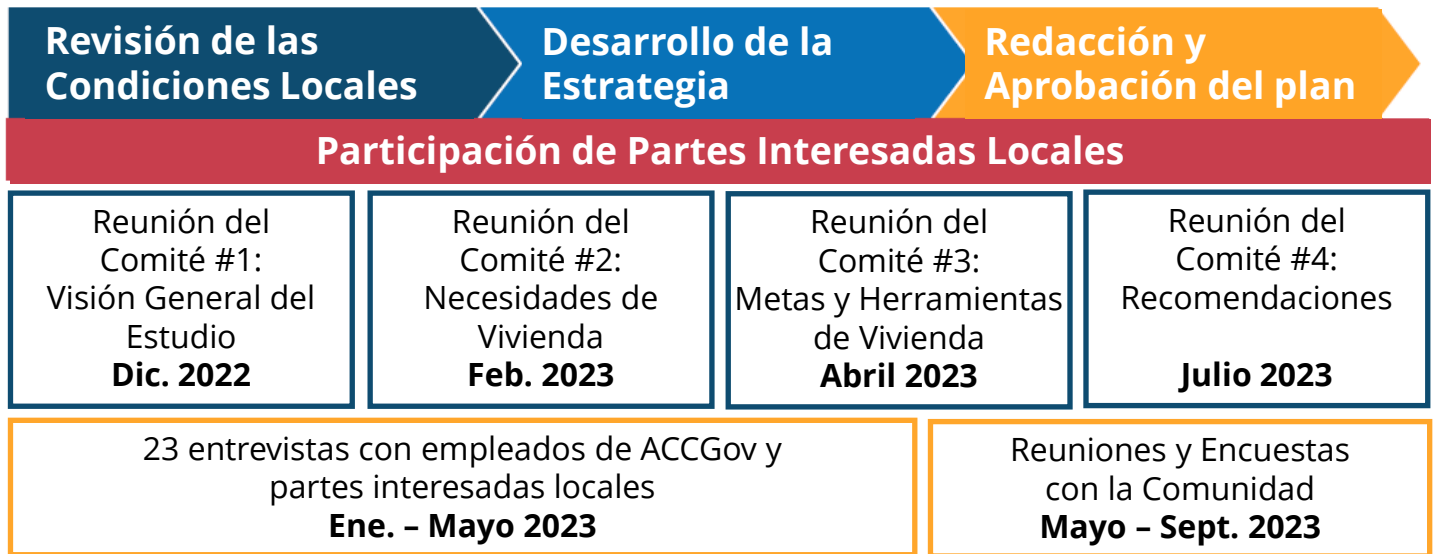 Revisión de las
Condiciones Locales
Desarrollo de la
Estrategia
Redacción y
Aprobación del plan
Participación de Partes Interesadas Locales
Reunión del
Comité #1:
Visión General del
Estudio
Dic. 2022
Reunión del
Comité #2:
Necesidades de
Vivienda
Feb. 2023
Reunión del
Comité #3:
Metas y Herramientas
de Vivienda
Abril 2023
Reunión del
Comité #4:
Recomendaciones
Julio 2023
23 entrevistas con empleados de ACCGov y
partes interesadas locales
Ene. – Mayo 2023
Reuniones y Encuestas
con la Comunidad
Mayo – Sept. 2023